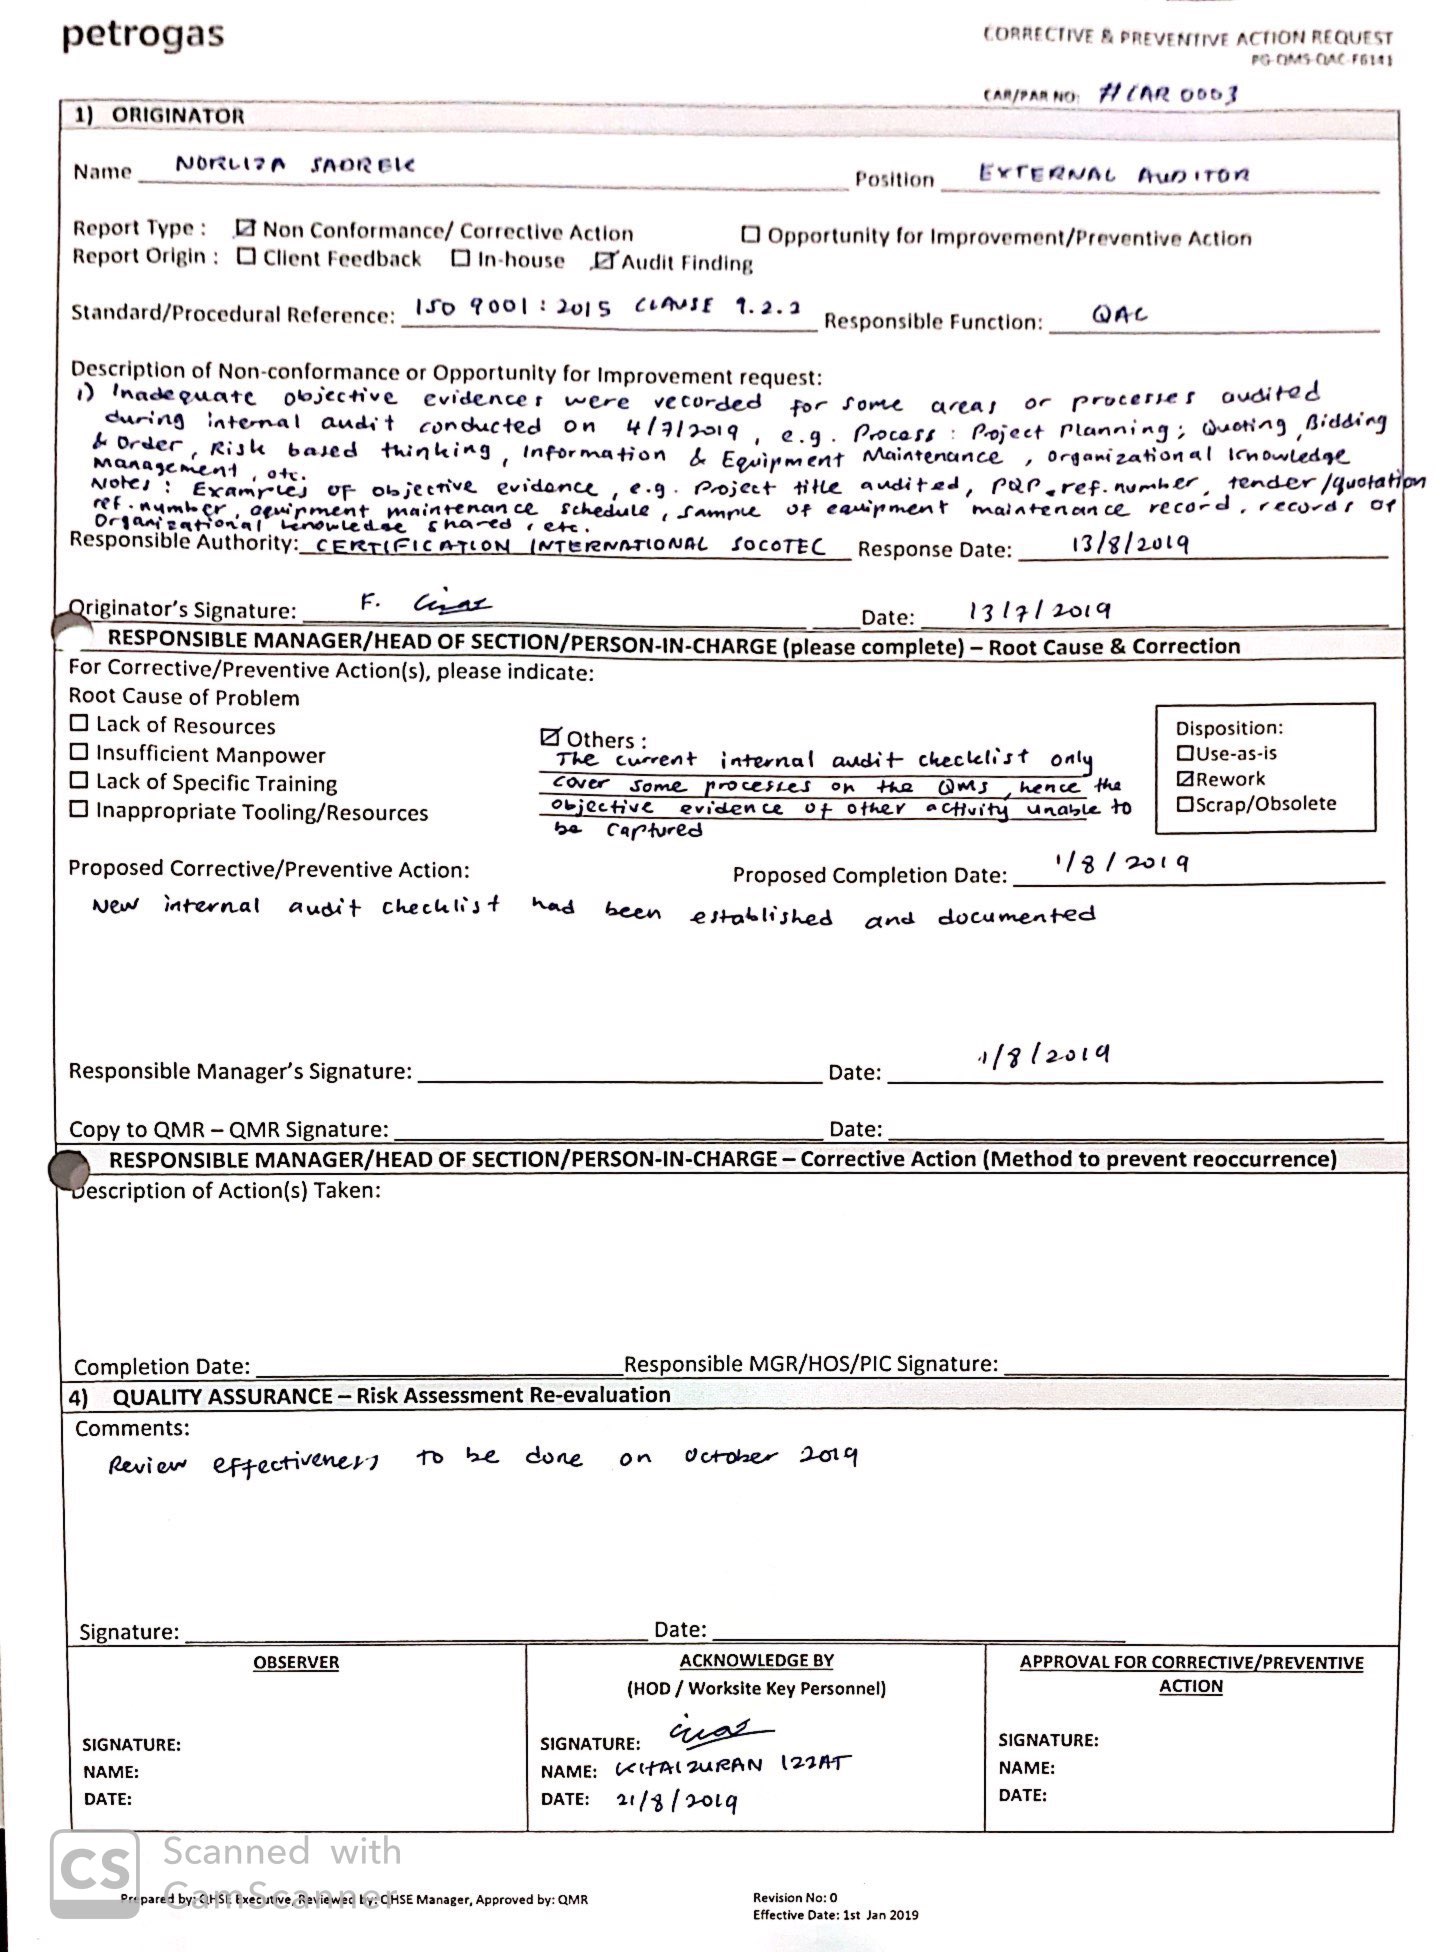 petrogas
CORRECTIVE & PREVENTIVE ACTION REQUEST
PG-QMS-QAC-F6141
CAR/PAR NO: #CAR 0003
1) ORIGINATOR
Name NORLIZA SADREK Position EXTERNAL AUDITOR
Report Type : ☑ Non Conformance/ Corrective Action ☐ Opportunity for Improvement/Preventive Action
Report Origin : ☐ Client Feedback ☐ In-house ☑ Audit Finding
Standard/Procedural Reference: ISO 9001 : 2015 CLAUSE 9.2.2 Responsible Function: QAC
Description of Non-conformance or Opportunity for Improvement request:
1) Inadequate objective evidences were recorded for some areas or processes audited
during internal audit conducted on 4/7/2019, e.g. Process : Project Planning; Quoting, Bidding
& Order, Risk based thinking, Information & Equipment Maintenance, Organizational Knowledge
Management, etc.
Notes : Examples of objective evidence, e.g. Project title audited, PQP ref. number, tender/quotation
ref. number, equipment maintenance schedule, sample of equipment maintenance record, records of
Organizational knowledge shared, etc.
Responsible Authority: CERTIFICATION INTERNATIONAL SOCOTEC Response Date: 13/8/2019
Originator's Signature: F. Date: 13/7/2019
RESPONSIBLE MANAGER/HEAD OF SECTION/PERSON-IN-CHARGE (please complete) – Root Cause & Correction
For Corrective/Preventive Action(s), please indicate:
Root Cause of Problem
☐ Lack of Resources
☐ Insufficient Manpower
☐ Lack of Specific Training
☐ Inappropriate Tooling/Resources
☑ Others :
The current internal audit checklist only
cover some processes on the QMS, hence the
objective evidence of other activity unable to
be captured
Disposition:
☐Use-as-is
☑Rework
☐Scrap/Obsolete
Proposed Corrective/Preventive Action: Proposed Completion Date: 1/8/2019
New internal audit checklist had been established and documented
Responsible Manager's Signature: Date: 1/8/2019
Copy to QMR – QMR Signature: Date:
RESPONSIBLE MANAGER/HEAD OF SECTION/PERSON-IN-CHARGE – Corrective Action (Method to prevent reoccurrence)
Description of Action(s) Taken:
Completion Date: Responsible MGR/HOS/PIC Signature:
4) QUALITY ASSURANCE – Risk Assessment Re-evaluation
Comments:
Review effectiveness to be done on October 2019
Signature: Date:
OBSERVER
SIGNATURE:
NAME:
DATE:
ACKNOWLEDGE BY
(HOD / Worksite Key Personnel)
SIGNATURE:
NAME: KHAIZURAN IZZAT
DATE: 21/8/2019
APPROVAL FOR CORRECTIVE/PREVENTIVE
ACTION
SIGNATURE:
NAME:
DATE:
CS Scanned with
CamScanner
Prepared by: QHSE Executive, Reviewed by: QHSE Manager, Approved by: QMR
Revision No: 0
Effective Date: 1st Jan 2019